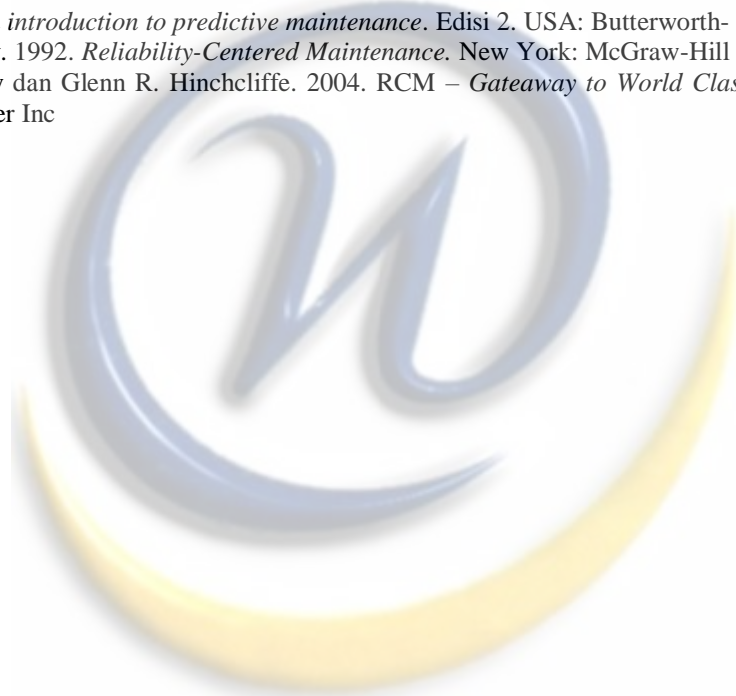 introduction to predictive maintenance. Edisi 2. USA: Butterworth-
. 1992. Reliability-Centered Maintenance. New York: McGraw-Hill
dan Glenn R. Hinchcliffe. 2004. RCM – Gateaway to World Clas
er Inc